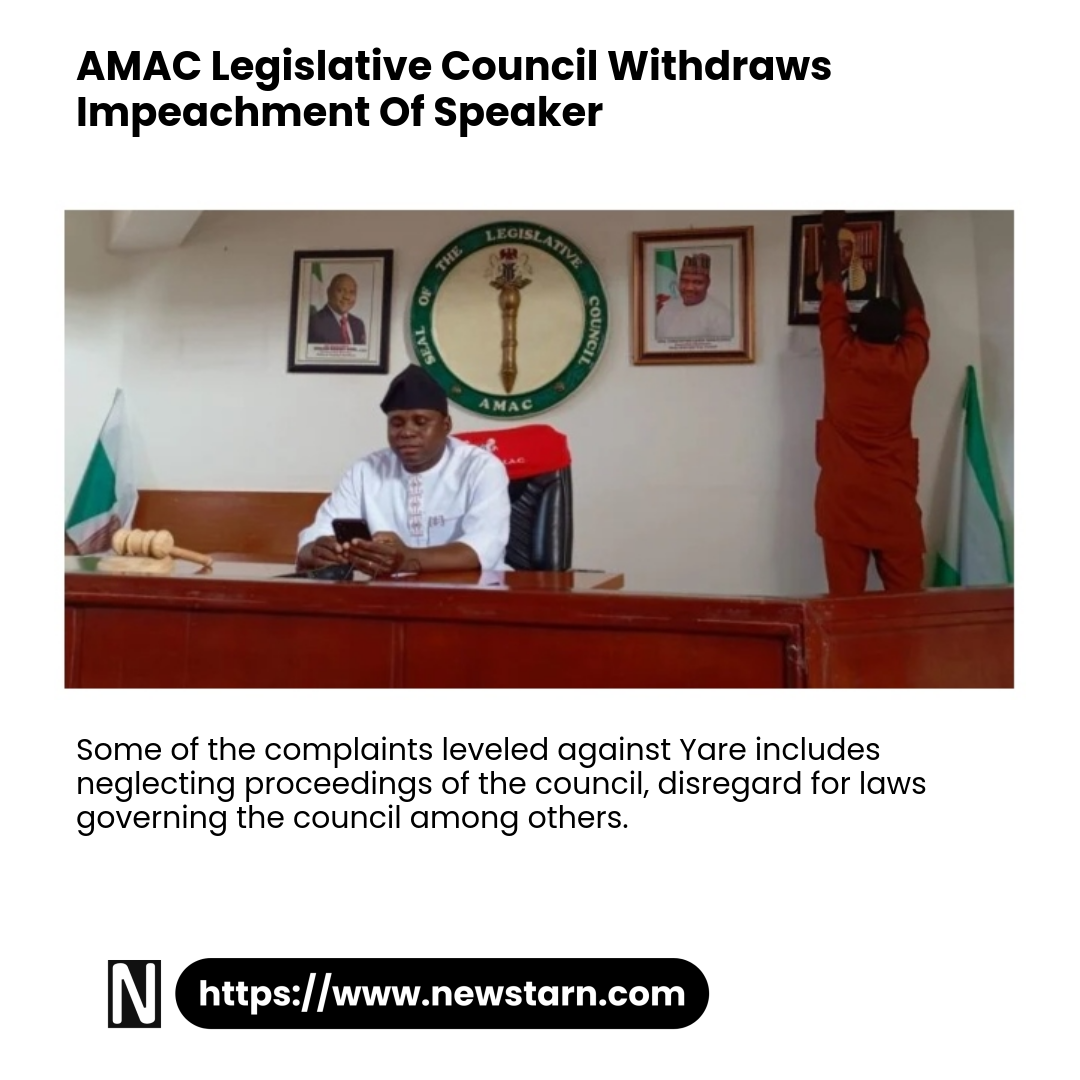 AMAC Legislative Council Withdraws
Impeachment Of Speaker
SEAL OF THE LEGISLATIVE COUNCIL
AMAC
Some of the complaints leveled against Yare includes
neglecting proceedings of the council, disregard for laws
governing the council among others.
N
https://www.newstarn.com